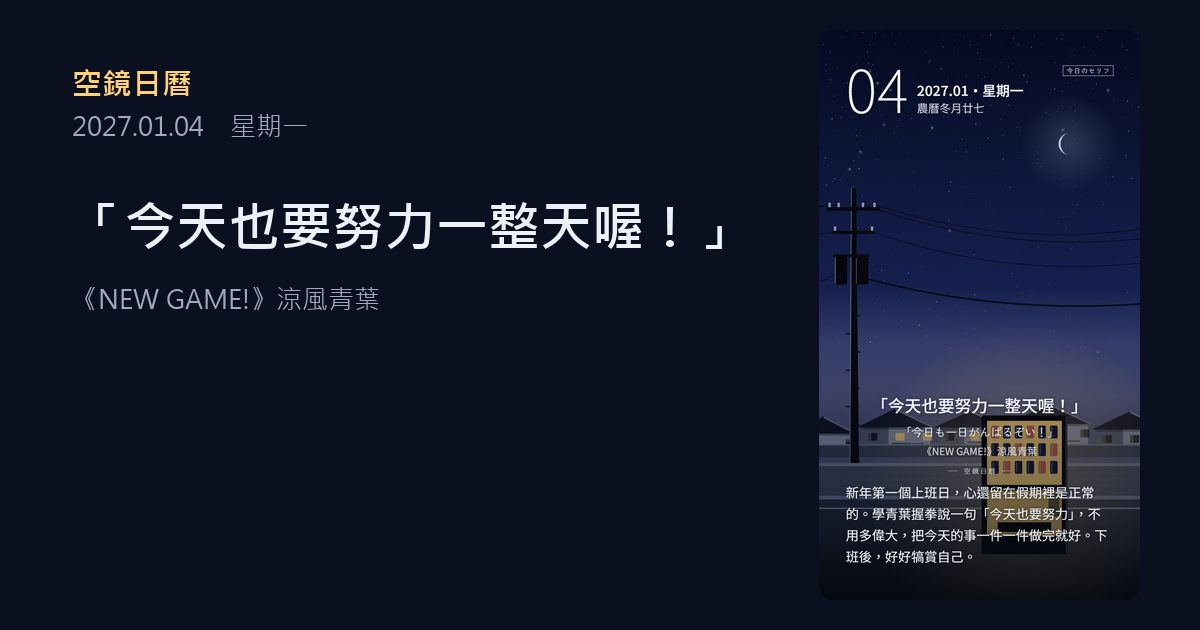 空鏡日曆
2027.01.04 星期一
「今天也要努力一整天喔！」
《NEW GAME!》涼風青葉
今日のセリフ
04 2027.01・星期一
農曆冬月廿七
「今天也要努力一整天喔！」
「今日も一日がんばるぞい！」
《NEW GAME!》涼風青葉
— 空鏡日曆 —
新年第一個上班日，心還留在假期裡是正常
的。學青葉握拳說一句「今天也要努力」，不
用多偉大，把今天的事一件一件做完就好。下
班後，好好犒賞自己。